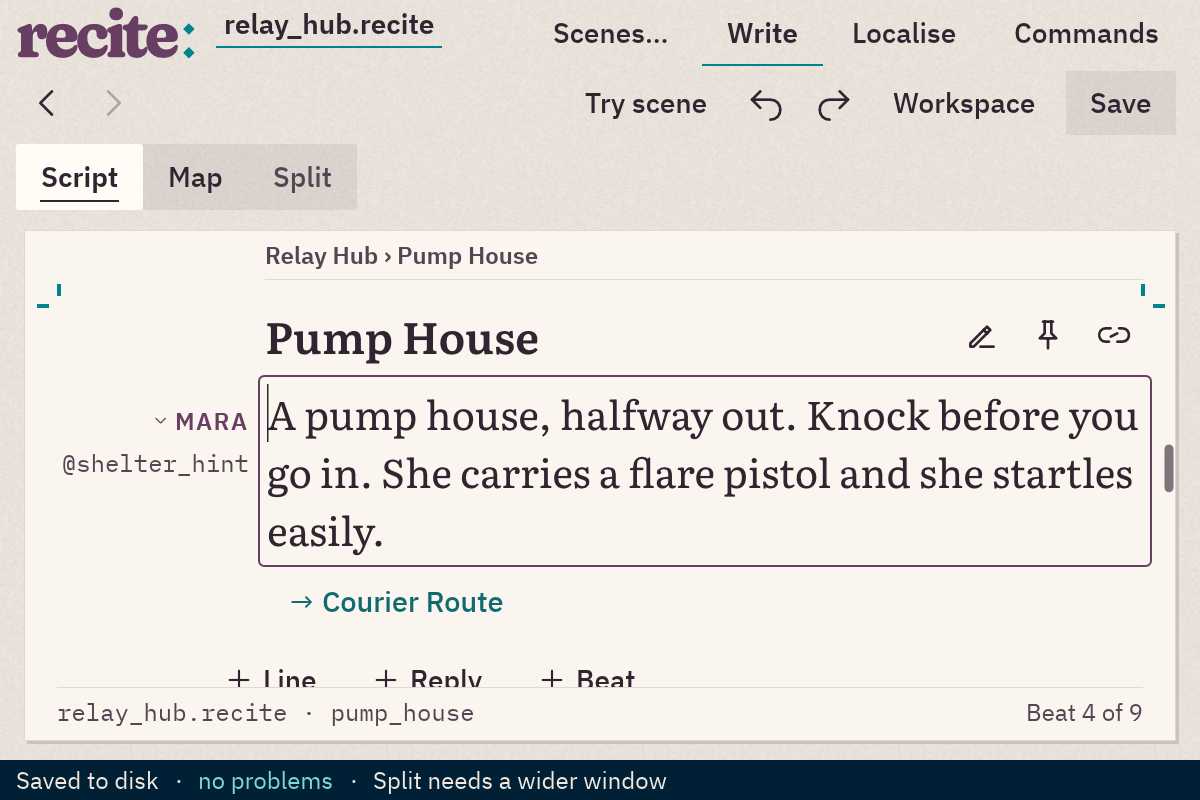 recite:
relay_hub.recite
Scenes...
Write
Localise
Commands
Try scene
Workspace
Save
Script
Map
Split
Relay Hub › Pump House
Pump House
MARA
@shelter_hint
A pump house, halfway out. Knock before you
go in. She carries a flare pistol and she startles
easily.
→ Courier Route
+ Line
+ Reply
+ Beat
relay_hub.recite · pump_house
Beat 4 of 9
Saved to disk · no problems · Split needs a wider window